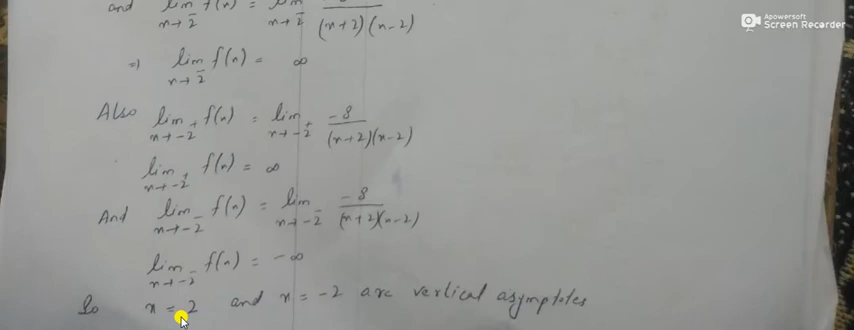 and lim f(x) = lim
x→2⁻ x→2⁻ (x+2)(x-2)
⇒ lim f(x) = ∞
x→2⁻
Also lim f(x) = lim -8
x→-2⁺ x→-2⁺ (x+2)(x-2)
lim f(x) = ∞
x→-2⁺
And lim f(x) = lim -8
x→-2⁻ x→-2⁻ (x+2)(x-2)
lim f(x) = -∞
x→-2⁻
So x = 2 and x = -2 are vertical asymptotes
Apowersoft
Screen Recorder